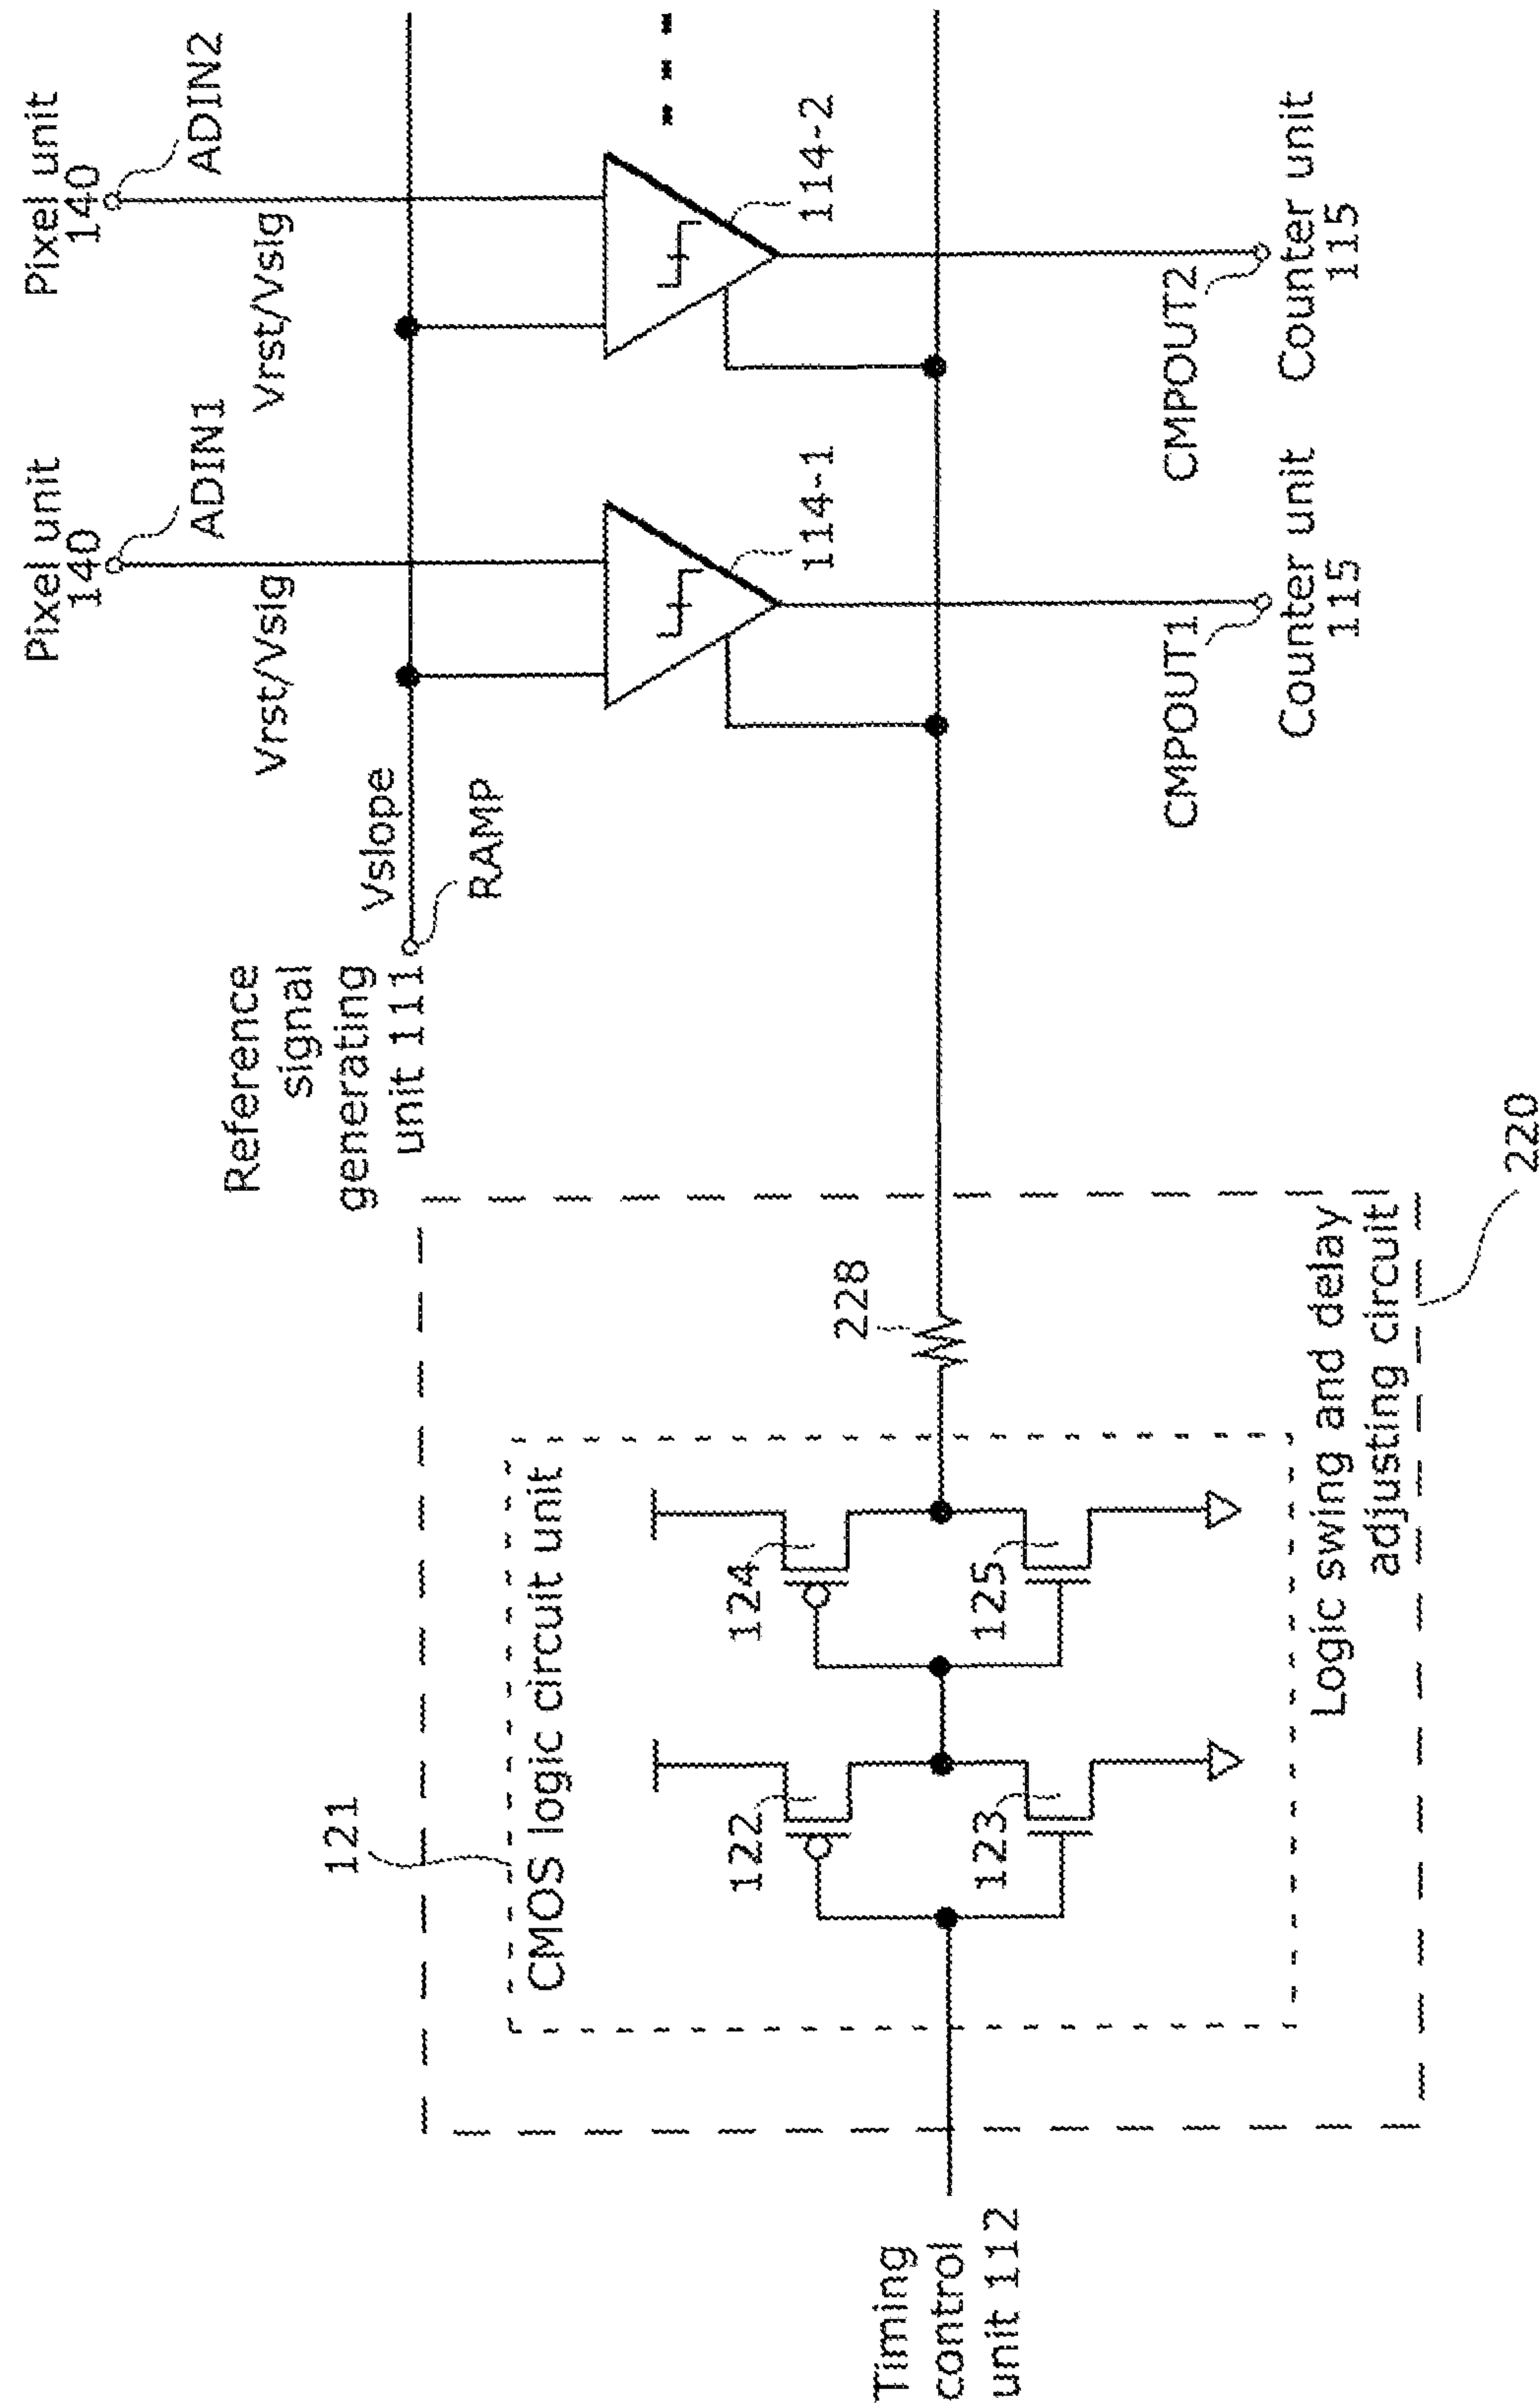 Pixel unit
140
ADIN1
Vrst/Vsig
Pixel unit
140
ADIN2
Vrst/Vsig
Reference
signal
generating
unit 111
Vslope
RAMP
114-1
114-2
121
CMOS logic circuit unit
122
124
123
125
228
Timing
control
unit 112
Logic swing and delay
adjusting circuit
220
CMPOUT1
Counter unit
115
CMPOUT2
Counter unit
115